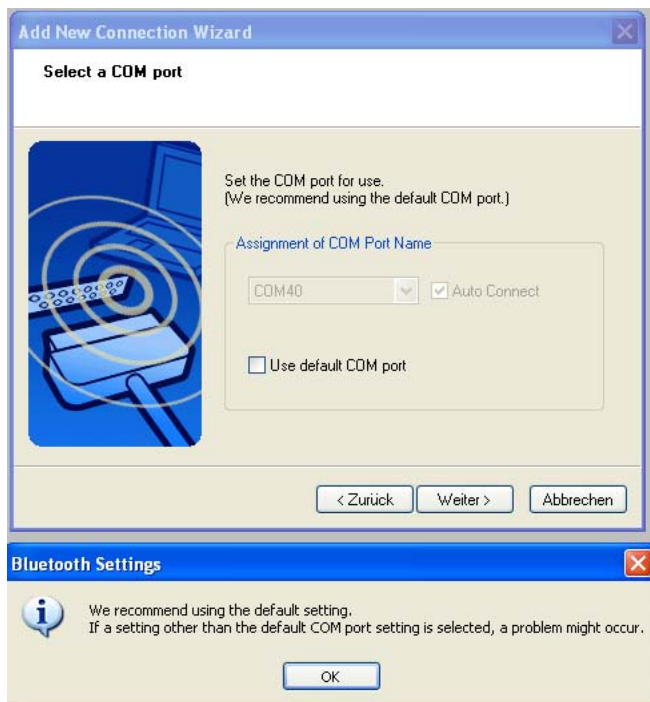 Add New Connection Wizard
Select a COM port
Set the COM port for use.
(We recommend using the default COM port.)
Assignment of COM Port Name
COM40
Auto Connect
Use default COM port
< Zurück
Weiter >
Abbrechen
Bluetooth Settings
We recommend using the default setting.
If a setting other than the default COM port setting is selected, a problem might occur.
OK